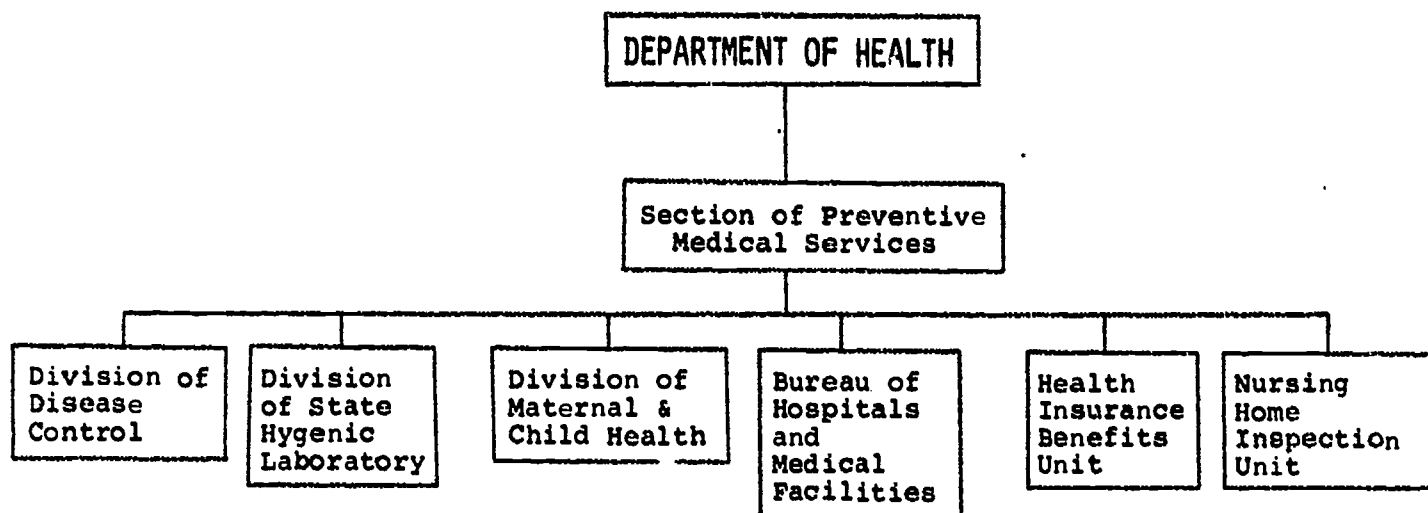 DEPARTMENT OF HEALTH
Section of Preventive
Medical Services
Division of
Disease
Control
Division
of State
Hygenic
Laboratory
Division of
Maternal &
Child Health
Bureau of
Hospitals
and
Medical
Facilities
Health
Insurance
Benefits
Unit
Nursing
Home
Inspection
Unit